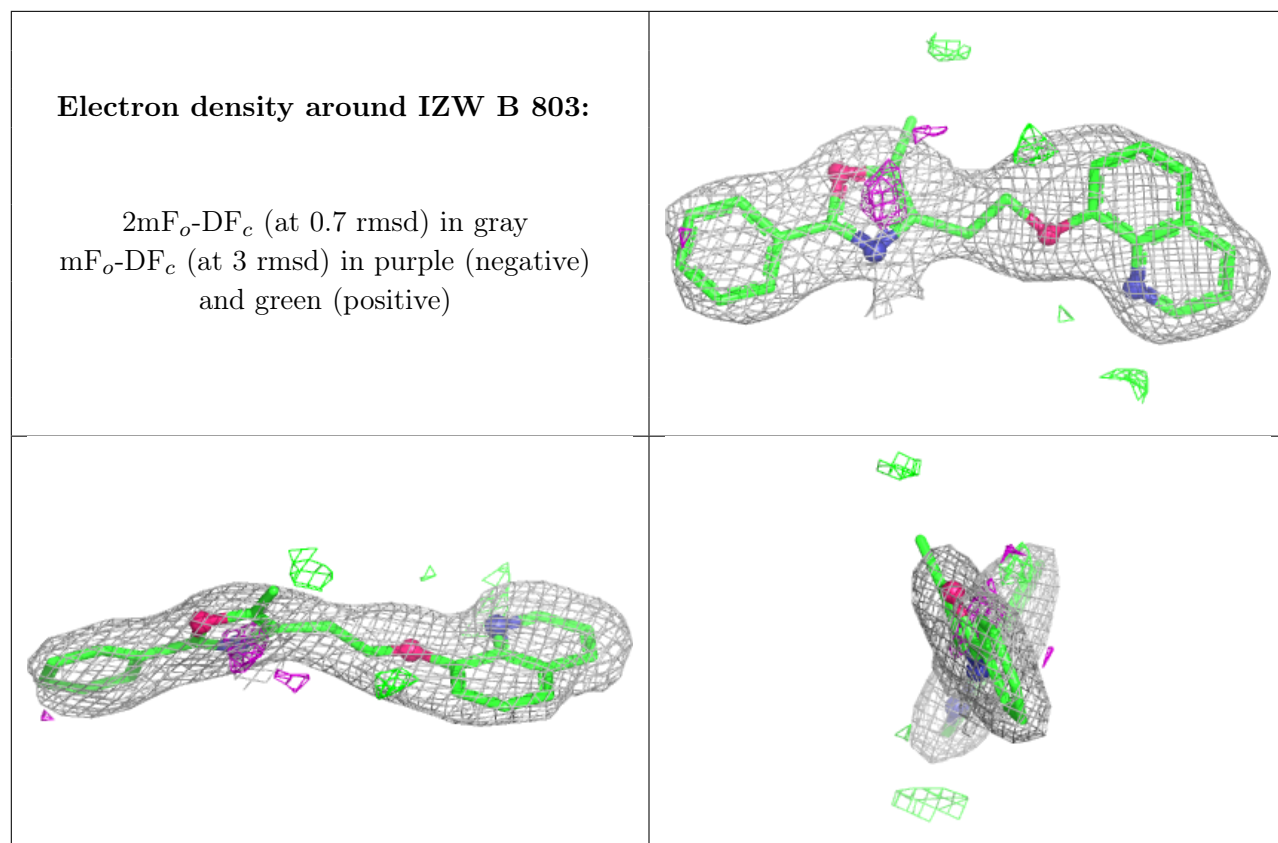 Electron density around IZW B 803:
2mFₒ-DF𝑐 (at 0.7 rmsd) in gray
mFₒ-DF𝑐 (at 3 rmsd) in purple (negative)
and green (positive)